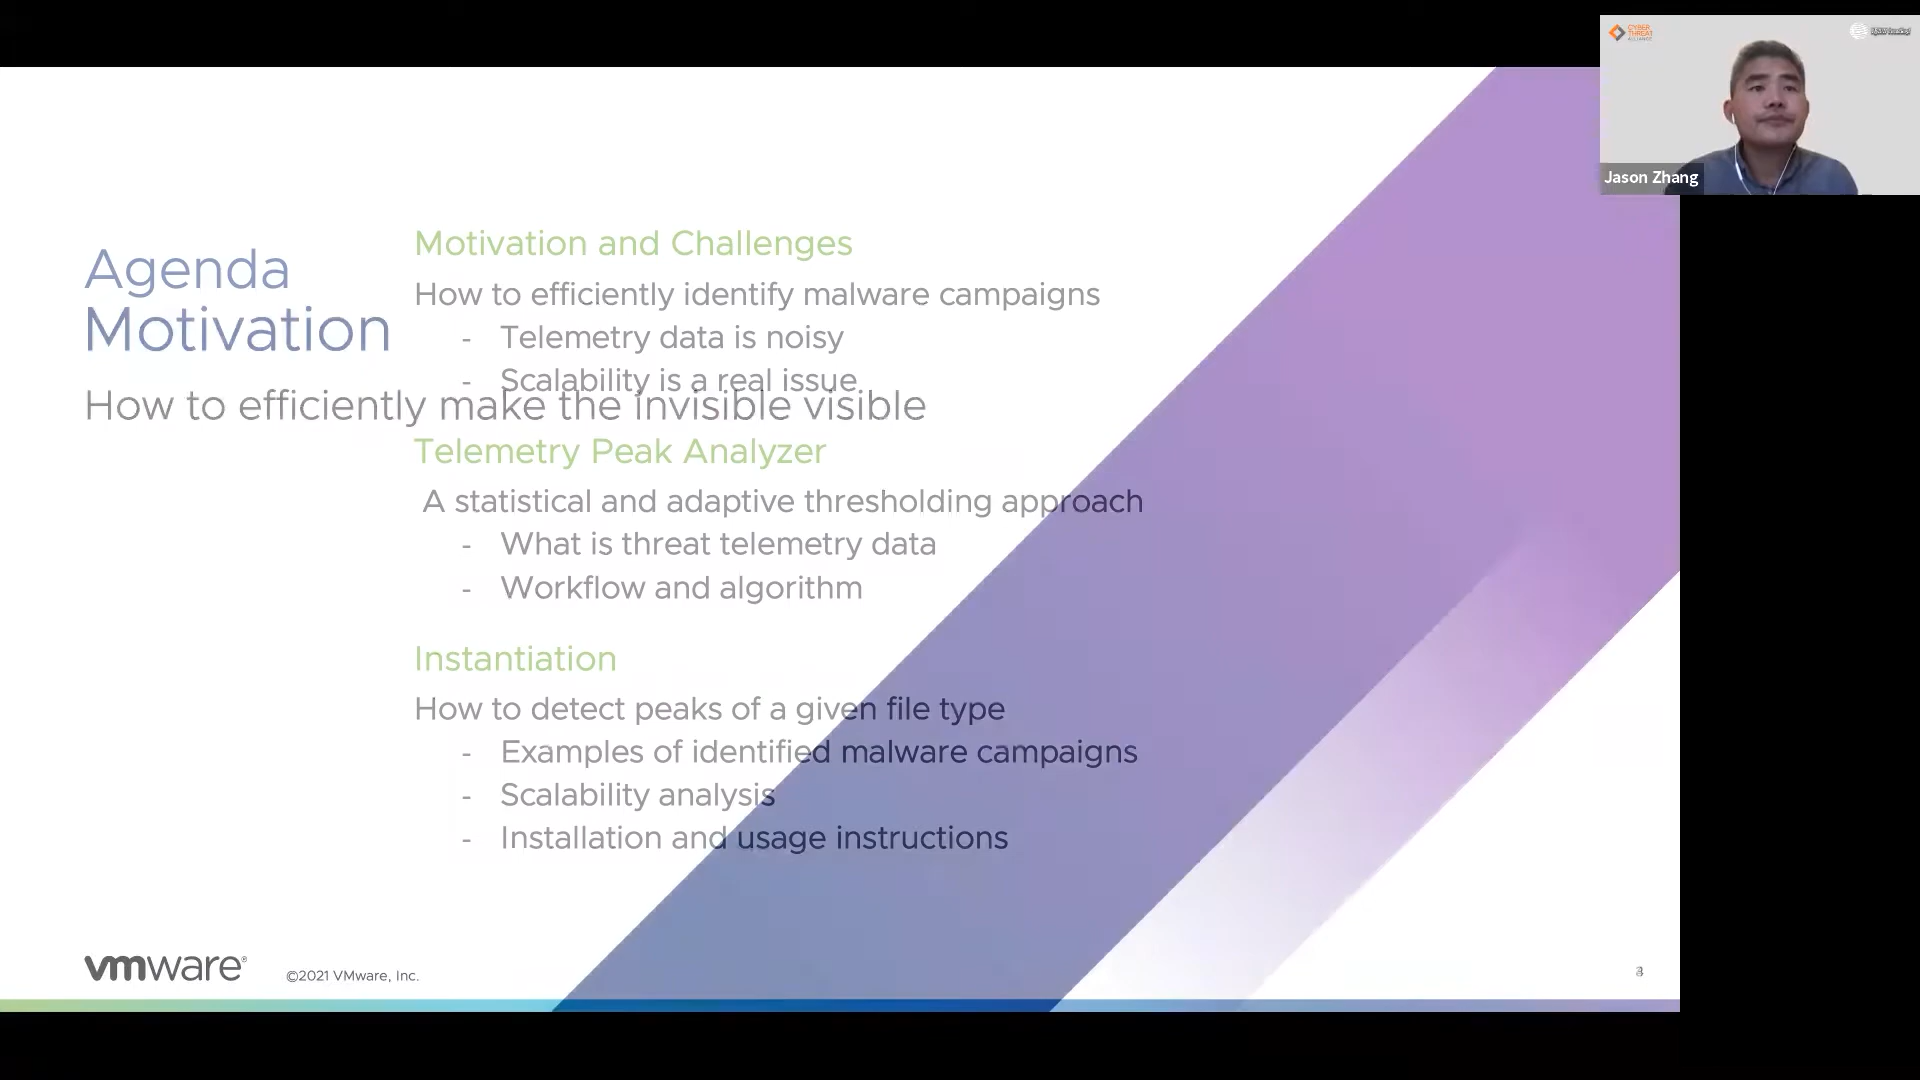 CYBER
THREAT
ALLIANCE
Jason Zhang
Agenda
Motivation
How to efficiently make the invisible visible
Motivation and Challenges
How to efficiently identify malware campaigns
- Telemetry data is noisy
- Scalability is a real issue
Telemetry Peak Analyzer
A statistical and adaptive thresholding approach
- What is threat telemetry data
- Workflow and algorithm
Instantiation
How to detect peaks of a given file type
- Examples of identified malware campaigns
- Scalability analysis
- Installation and usage instructions
vmware®
©2021 VMware, Inc.